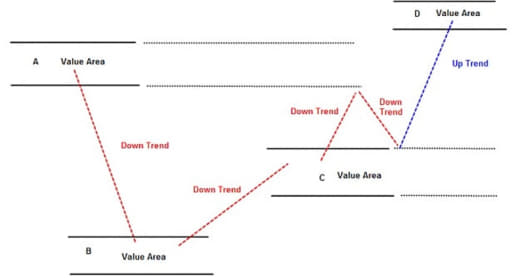 D Value Area
A Value Area
Up Trend
Down Trend
Down
Trend
Down Trend
C Value Area
Down Trend
B
Value Area